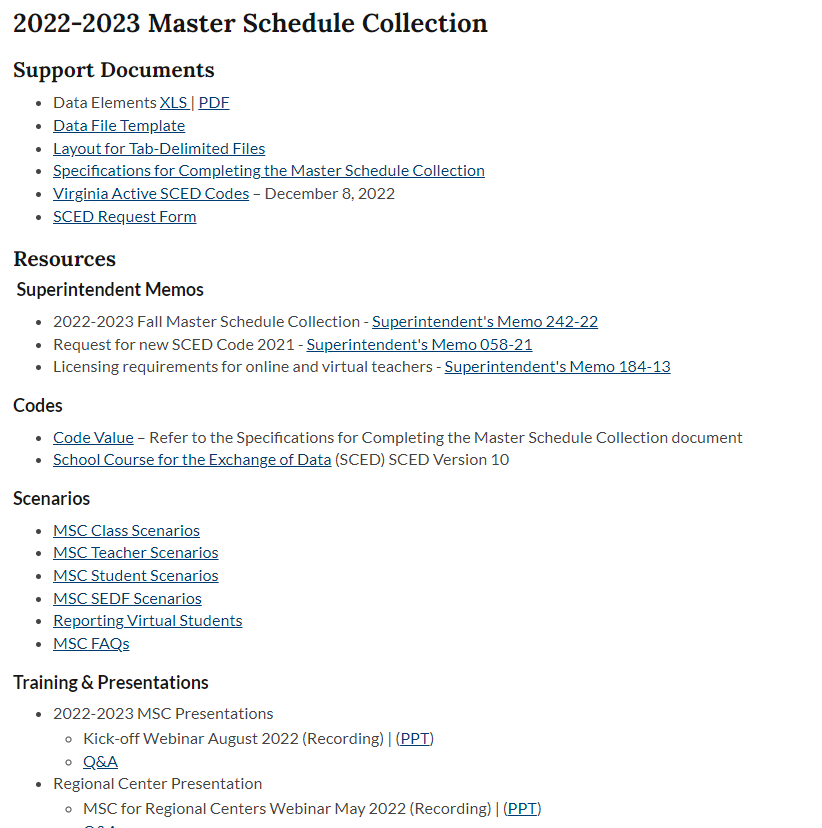 2022-2023 Master Schedule Collection
Support Documents
Data Elements XLS | PDF
Data File Template
Layout for Tab-Delimited Files
Specifications for Completing the Master Schedule Collection
Virginia Active SCED Codes – December 8, 2022
SCED Request Form
Resources
Superintendent Memos
2022-2023 Fall Master Schedule Collection - Superintendent's Memo 242-22
Request for new SCED Code 2021 - Superintendent's Memo 058-21
Licensing requirements for online and virtual teachers - Superintendent's Memo 184-13
Codes
Code Value – Refer to the Specifications for Completing the Master Schedule Collection document
School Course for the Exchange of Data (SCED) SCED Version 10
Scenarios
MSC Class Scenarios
MSC Teacher Scenarios
MSC Student Scenarios
MSC SEDF Scenarios
Reporting Virtual Students
MSC FAQs
Training & Presentations
2022-2023 MSC Presentations
Kick-off Webinar August 2022 (Recording) | (PPT)
Q&A
Regional Center Presentation
MSC for Regional Centers Webinar May 2022 (Recording) | (PPT)